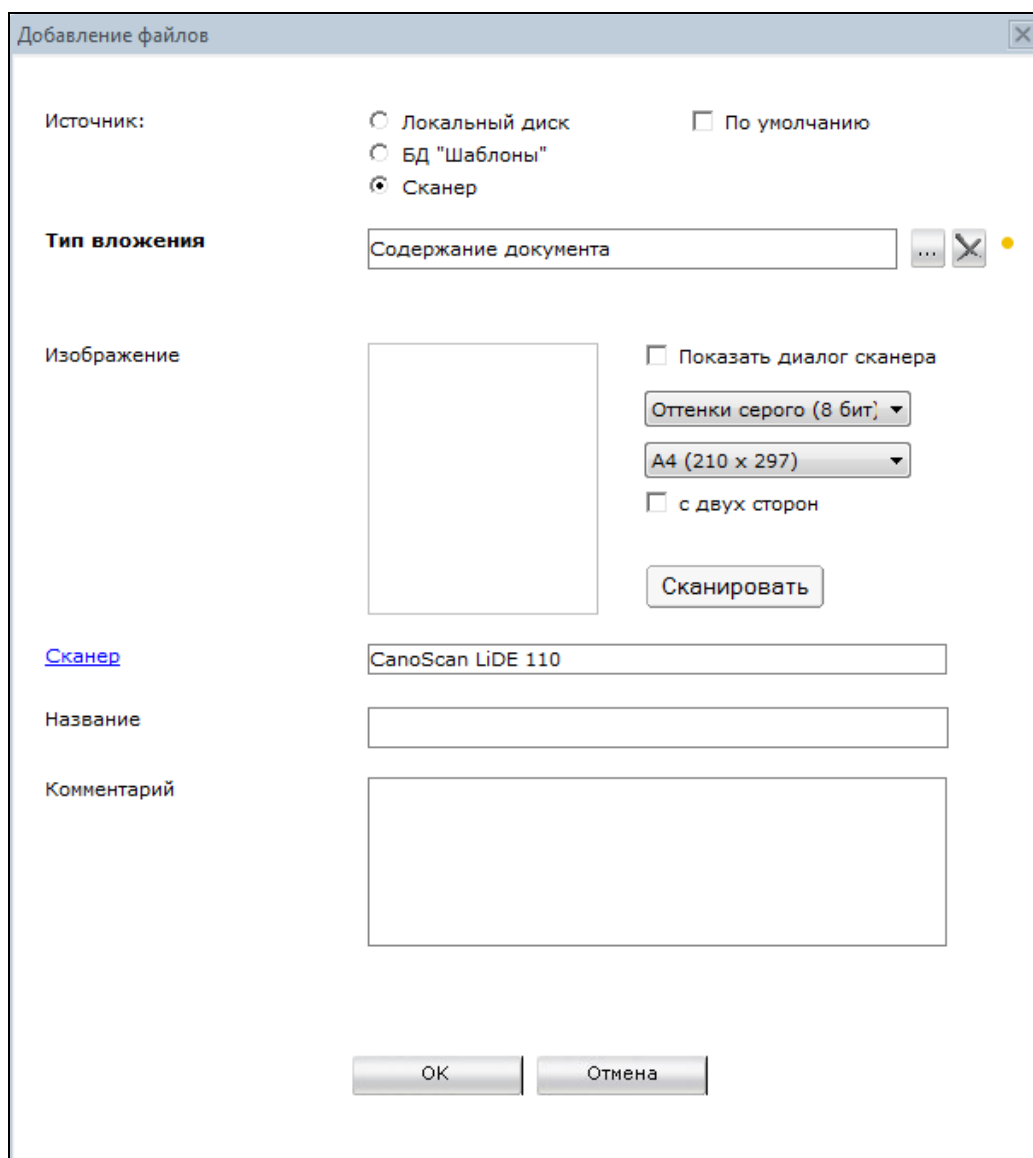 Добавление файлов
Источник:
Локальный диск
По умолчанию
БД "Шаблоны"
Сканер
Тип вложения
Содержание документа
...
Изображение
Показать диалог сканера
Оттенки серого (8 бит)
A4 (210 x 297)
с двух сторон
Сканировать
Сканер
CanoScan LiDE 110
Название
Комментарий
OK
Отмена